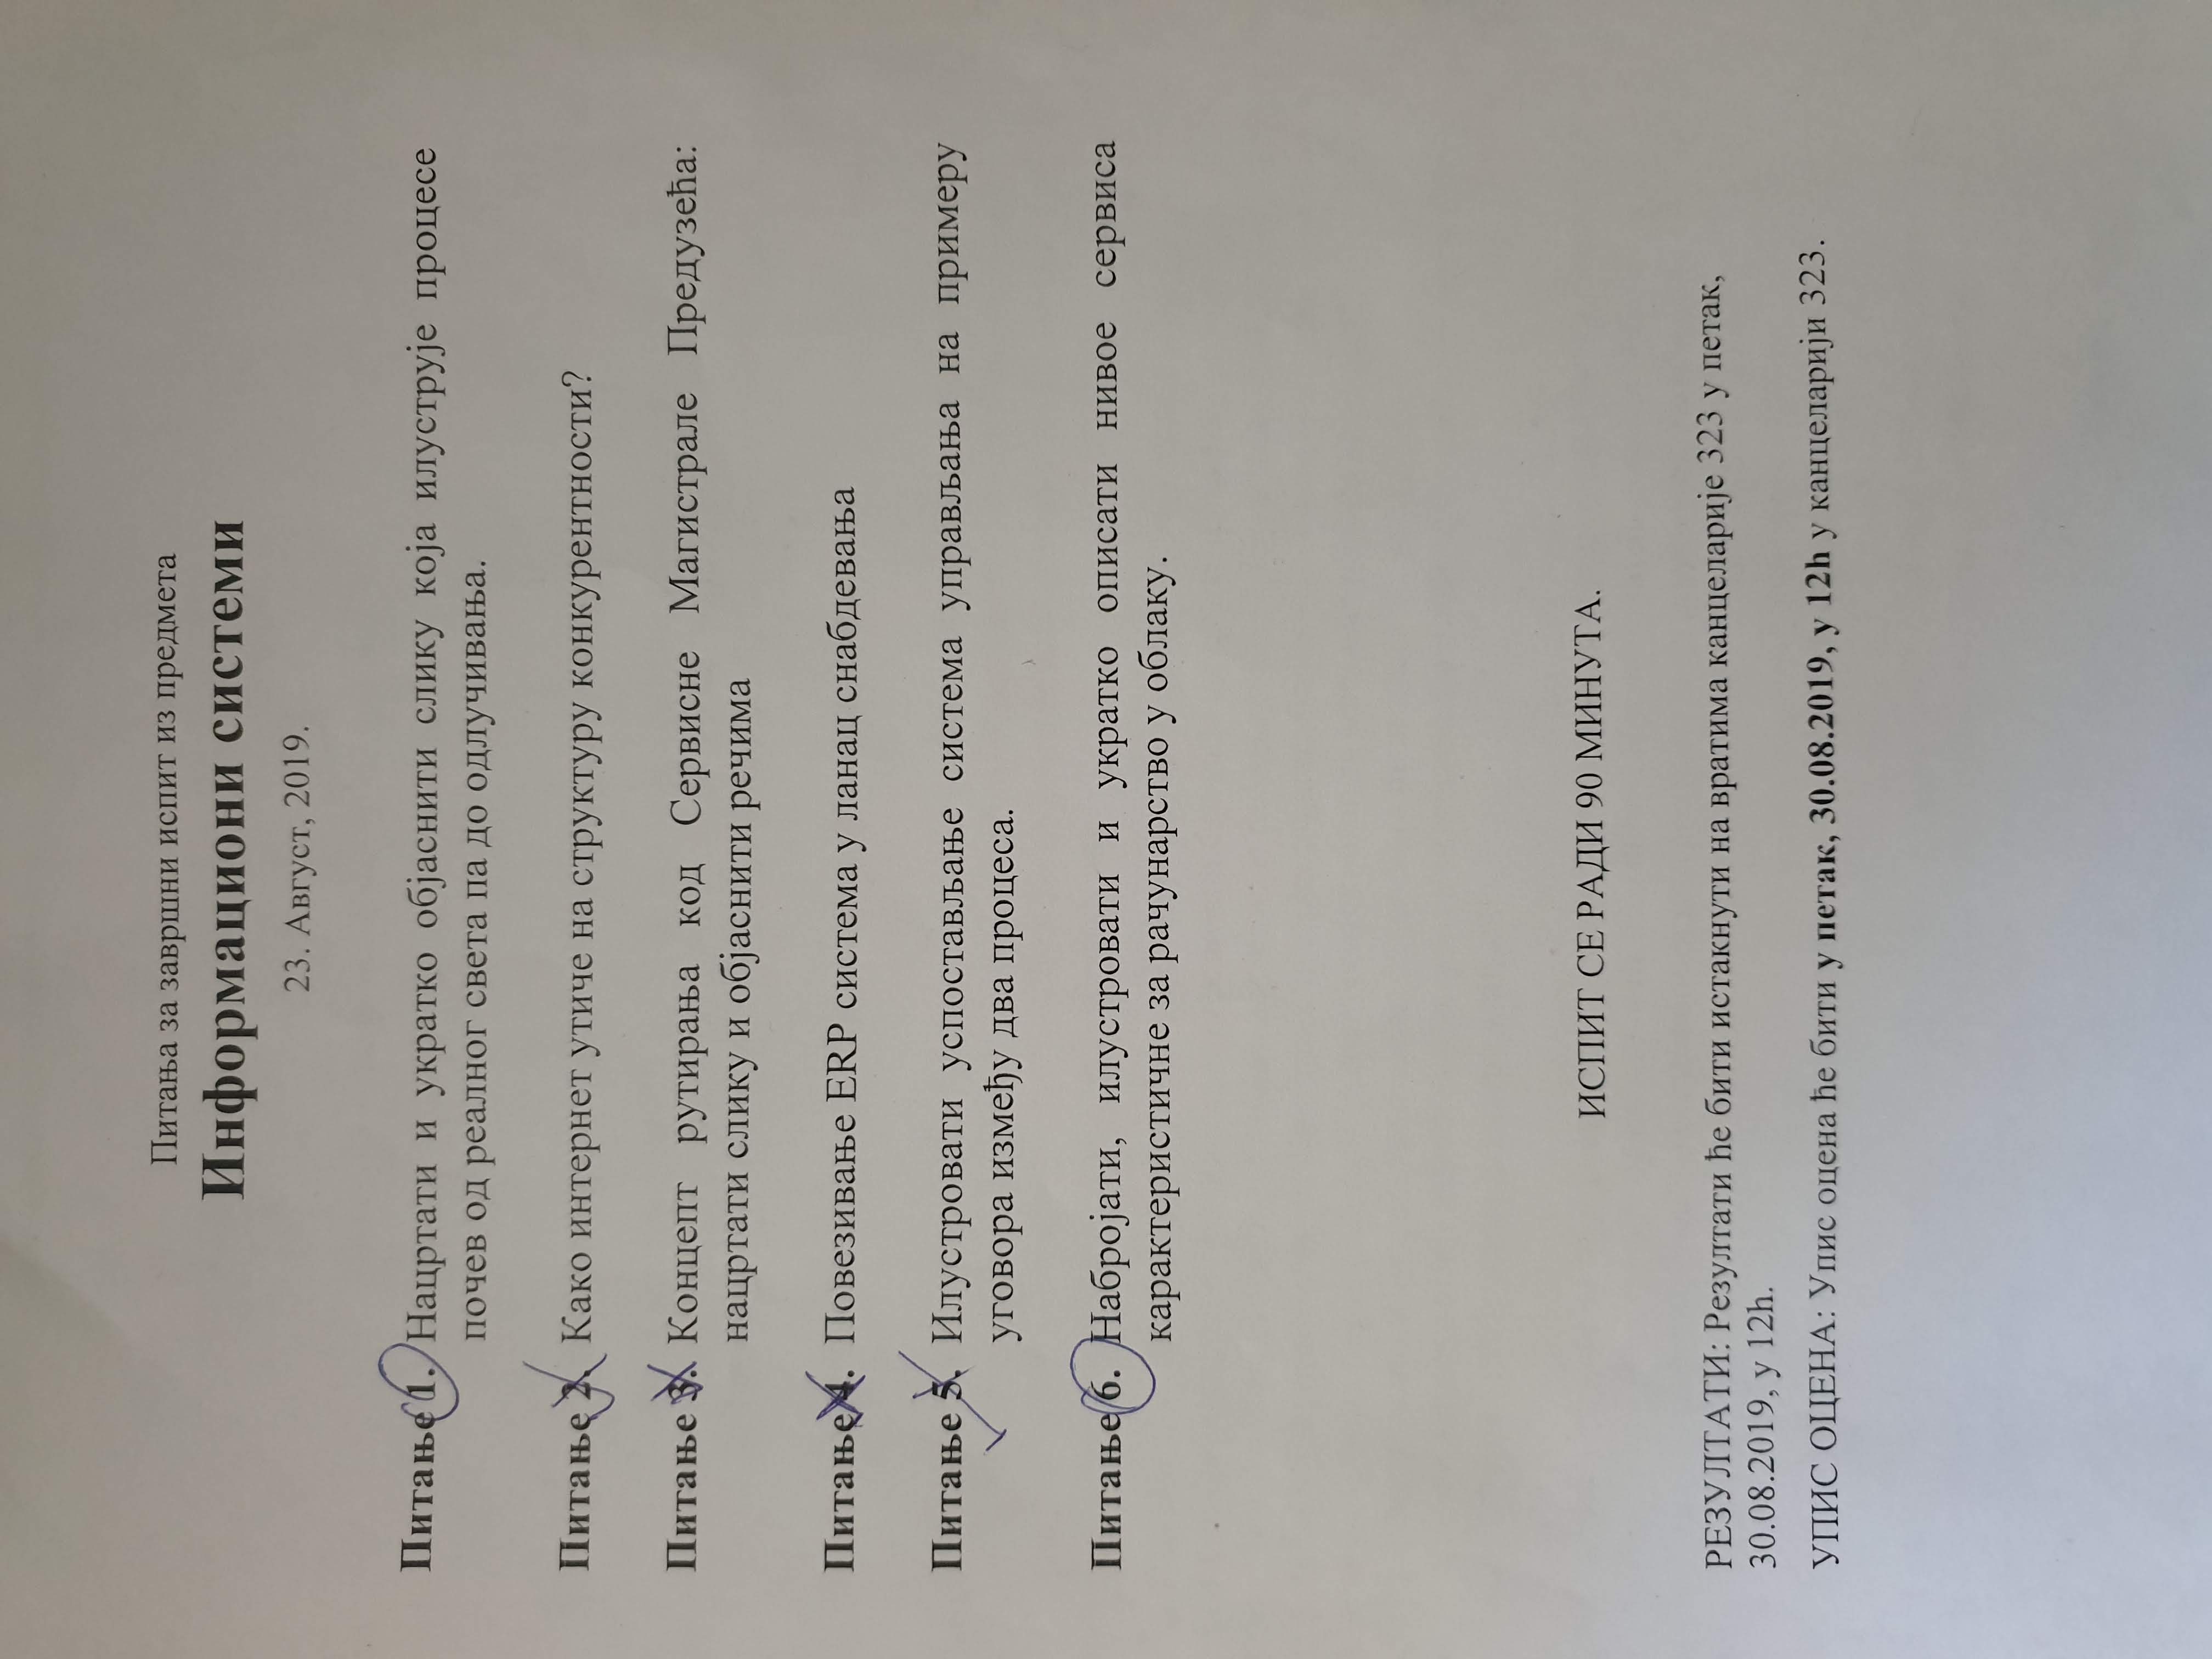 Питања за завршни испит из предмета
Информациони системи
23. Август, 2019.
Питање 1. Нацртати и укратко објаснити слику која илуструје процесе
почев од реалног света па до одлучивања.
Питање 2. Како интернет утиче на структуру конкурентности?
Питање 3. Концепт рутирања код Сервисне Магистрале Предузећа:
нацртати слику и објаснити речима
Питање 4. Повезивање ERP система у ланац снабдевања
Питање 5. Илустровати успостављање система управљања на примеру
уговора између два процеса.
Питање 6. Набројати, илустровати и укратко описати нивое сервиса
карактеристичне за рачунарство у облаку.
ИСПИТ СЕ РАДИ 90 МИНУТА.
РЕЗУЛТАТИ: Резултати ће бити истакнути на вратима канцеларије 323 у петак,
30.08.2019, у 12h.
УПИС ОЦЕНА: Упис оцена ће бити у петак, 30.08.2019, у 12h у канцеларији 323.